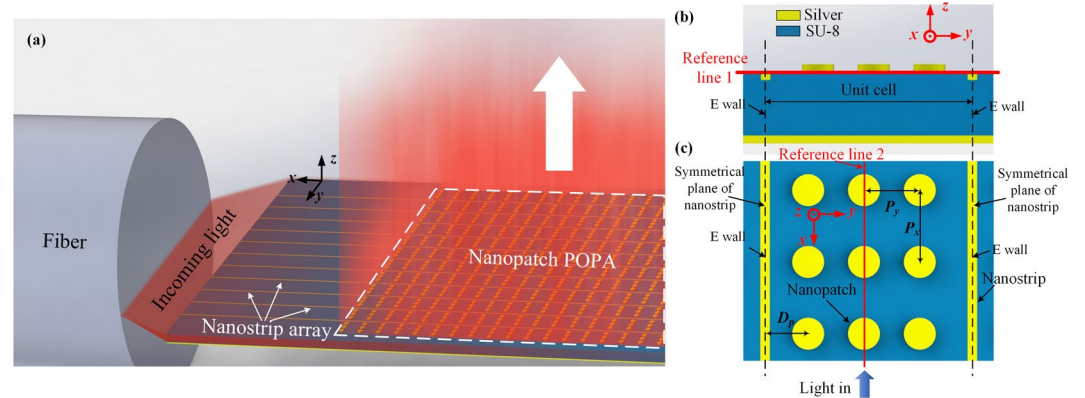 (a)
z
x
y
Fiber
Incoming light
Nanostrip array
Nanopatch POPA
(b)
Silver
SU-8
z
x
y
Reference
line 1
Unit cell
E wall
E wall
(c)
Reference line 2
Symmetrical
plane of
nanostrip
Symmetrical
plane of
nanostrip
P_y
P_x
z
y
x
E wall
E wall
Nanostrip
Nanopatch
D_p
Light in